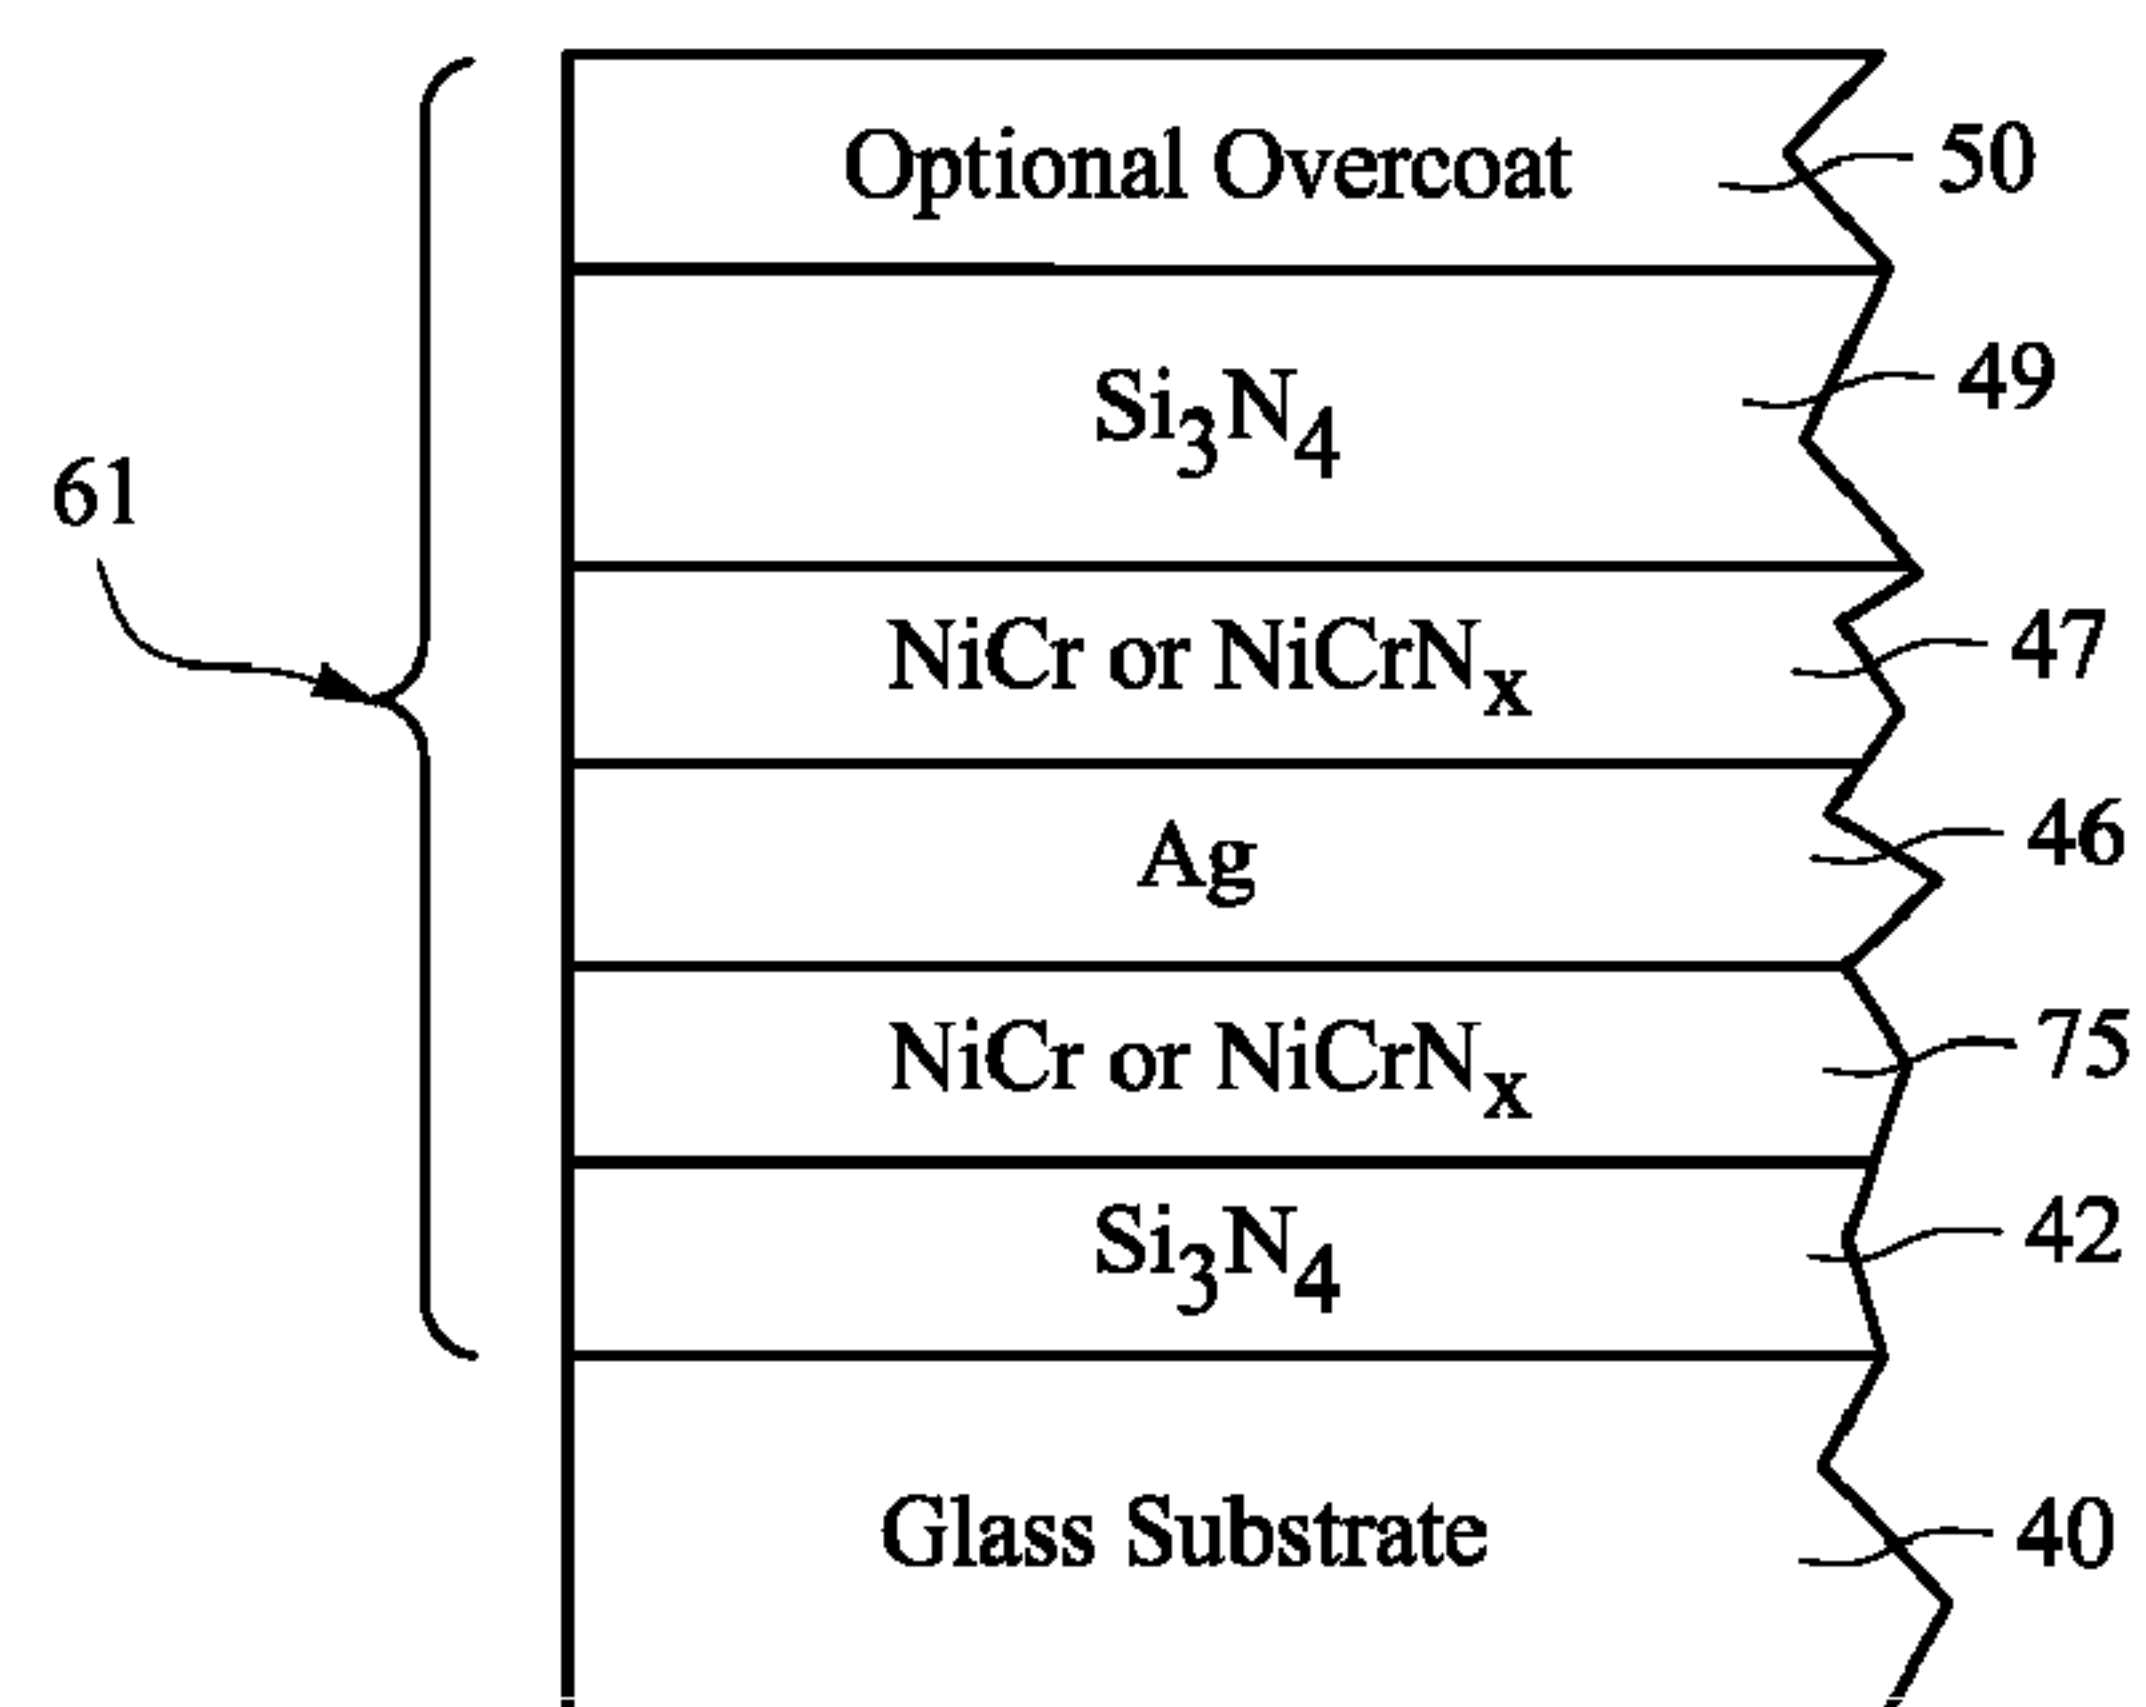 Optional Overcoat 50
Si3N4 49
61
NiCr or NiCrNx 47
Ag 46
NiCr or NiCrNx 75
Si3N4 42
Glass Substrate 40